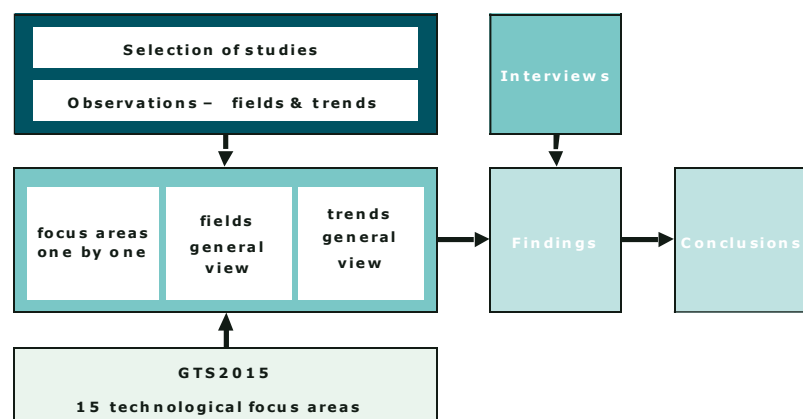 Selection of studies
Observations – fields & trends
Interviews
focus areas
one by one
fields
general
view
trends
general
view
Findings
Conclusions
GTS2015
15 technological focus areas